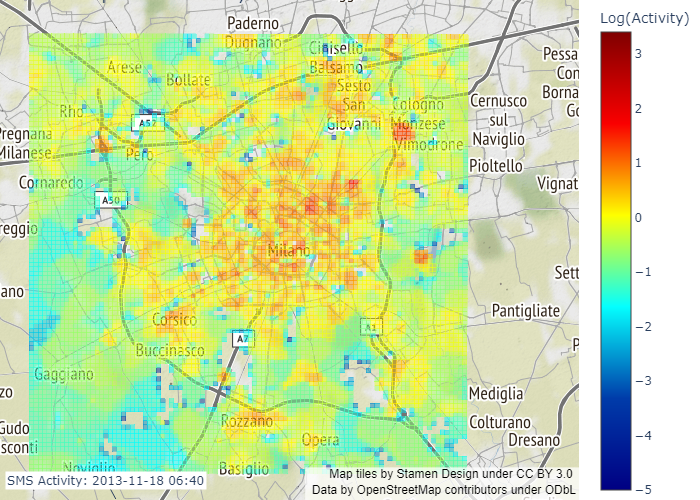 Log(Activity)
3
2
1
0
−1
−2
−3
−4
−5
Paderno
Dugnano
Cinisello
Balsamo
Sesto
San
Giovanni
Arese
Bollate
Rho
A52
Pero
Pregnana
Milanese
Cornaredo
A50
reggio
Cologno
Monzese
Vimodrone
Cernusco
sul
Naviglio
Pioltello
Pessa
Con
Borna
Go
Vignat
Milano
ano
Sett
Pantigliate
P
Corsico
A7
A1
Buccinasco
Gaggiano
zo
Gudo
sconti
Rozzano
Opera
Mediglia
Colturano
Dresano
Noviglio
Basiglio
SMS Activity: 2013-11-18 06:40
Map tiles by Stamen Design under CC BY 3.0
Data by OpenStreetMap contributors under ODbL